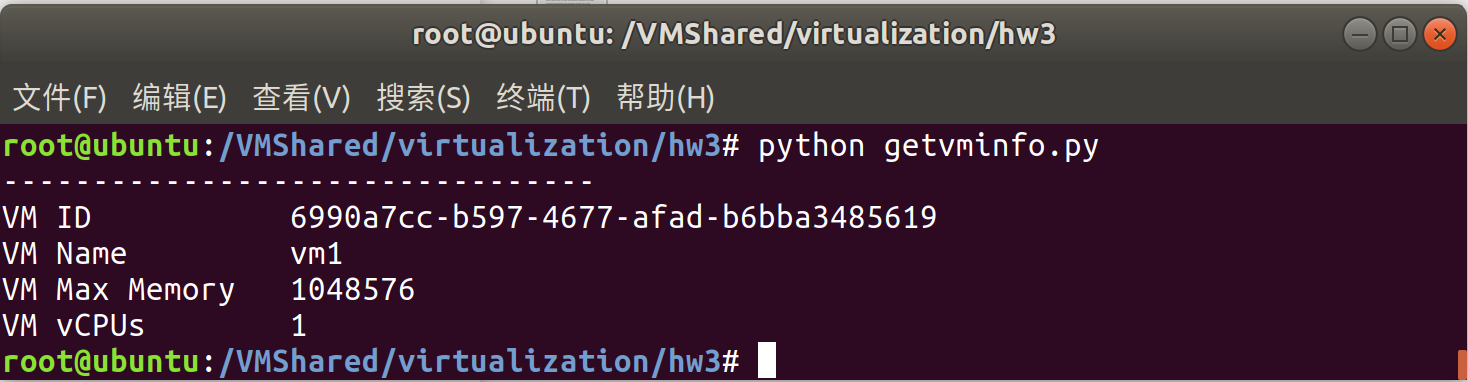 root@ubuntu: /VMShared/virtualization/hw3
文件(F) 编辑(E) 查看(V) 搜索(S) 终端(T) 帮助(H)
root@ubuntu:/VMShared/virtualization/hw3# python getvminfo.py
---------------------------------
VM ID           6990a7cc-b597-4677-afad-b6bba3485619
VM Name         vm1
VM Max Memory   1048576
VM vCPUs        1
root@ubuntu:/VMShared/virtualization/hw3#